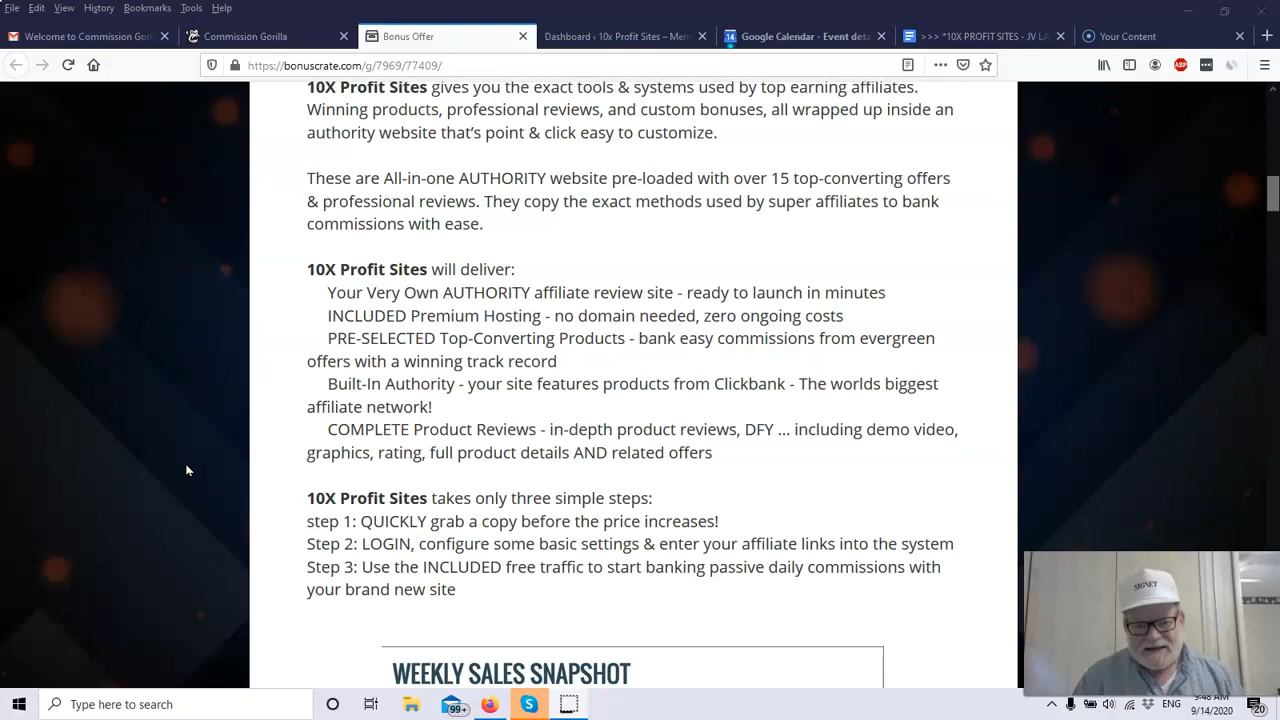 File Edit View History Bookmarks Tools Help
Welcome to Commission Gori
Commission Gorilla
Bonus Offer
Dashboard ‹ 10x Profit Sites — Mem
Google Calendar - Event deta
>>> *10X PROFIT SITES - JV LA
Your Content
https://bonuscrate.com/g/7969/77409/
10X Profit Sites gives you the exact tools & systems used by top earning affiliates.
Winning products, professional reviews, and custom bonuses, all wrapped up inside an
authority website that's point & click easy to customize.
These are All-in-one AUTHORITY website pre-loaded with over 15 top-converting offers
& professional reviews. They copy the exact methods used by super affiliates to bank
commissions with ease.
10X Profit Sites will deliver:
Your Very Own AUTHORITY affiliate review site - ready to launch in minutes
INCLUDED Premium Hosting - no domain needed, zero ongoing costs
PRE-SELECTED Top-Converting Products - bank easy commissions from evergreen
offers with a winning track record
Built-In Authority - your site features products from Clickbank - The worlds biggest
affiliate network!
COMPLETE Product Reviews - in-depth product reviews, DFY ... including demo video,
graphics, rating, full product details AND related offers
10X Profit Sites takes only three simple steps:
step 1: QUICKLY grab a copy before the price increases!
Step 2: LOGIN, configure some basic settings & enter your affiliate links into the system
Step 3: Use the INCLUDED free traffic to start banking passive daily commissions with
your brand new site
WEEKLY SALES SNAPSHOT
Type here to search
99+
ENG
9:48 AM
9/14/2020
20